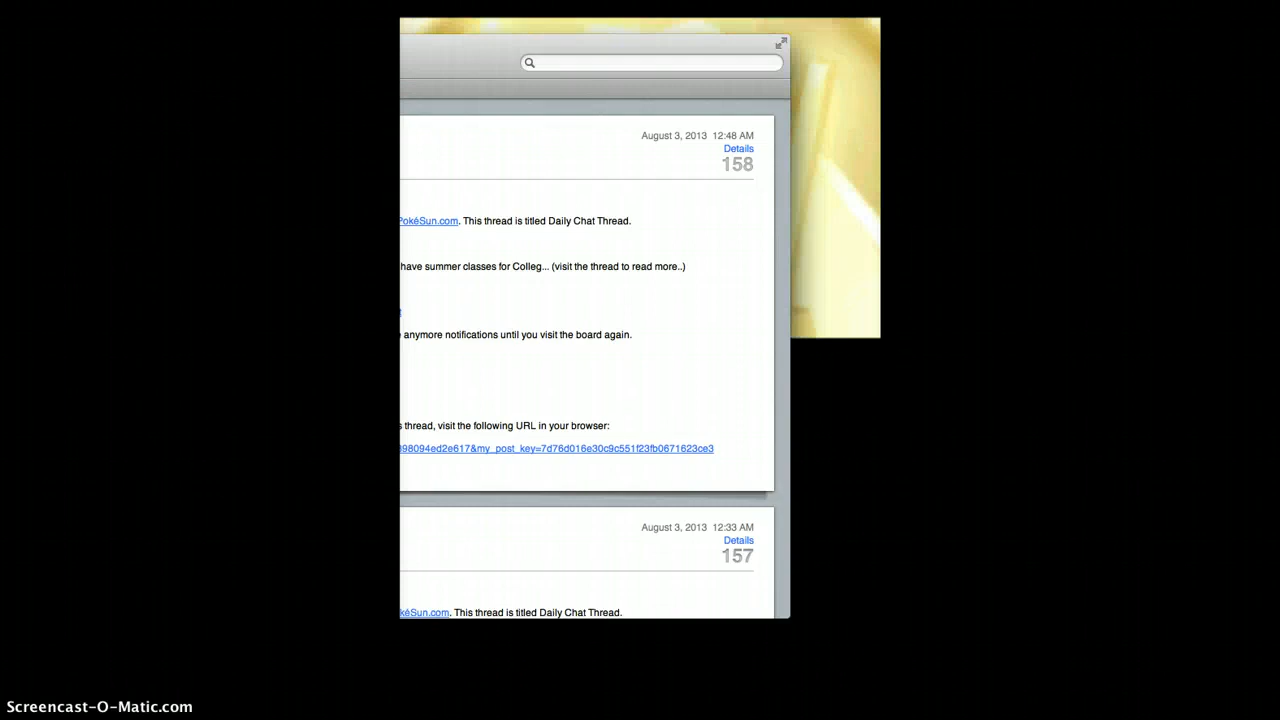 August 3, 2013 12:48 AM
Details
158
PokéSun.com. This thread is titled Daily Chat Thread.
have summer classes for Colleg... (visit the thread to read more..)
anymore notifications until you visit the board again.
s thread, visit the following URL in your browser:
98094ed2e617&my_post_key=7d76d016e30c9c551f23fb0671623ce3
August 3, 2013 12:33 AM
Details
157
kéSun.com. This thread is titled Daily Chat Thread.
Screencast-O-Matic.com